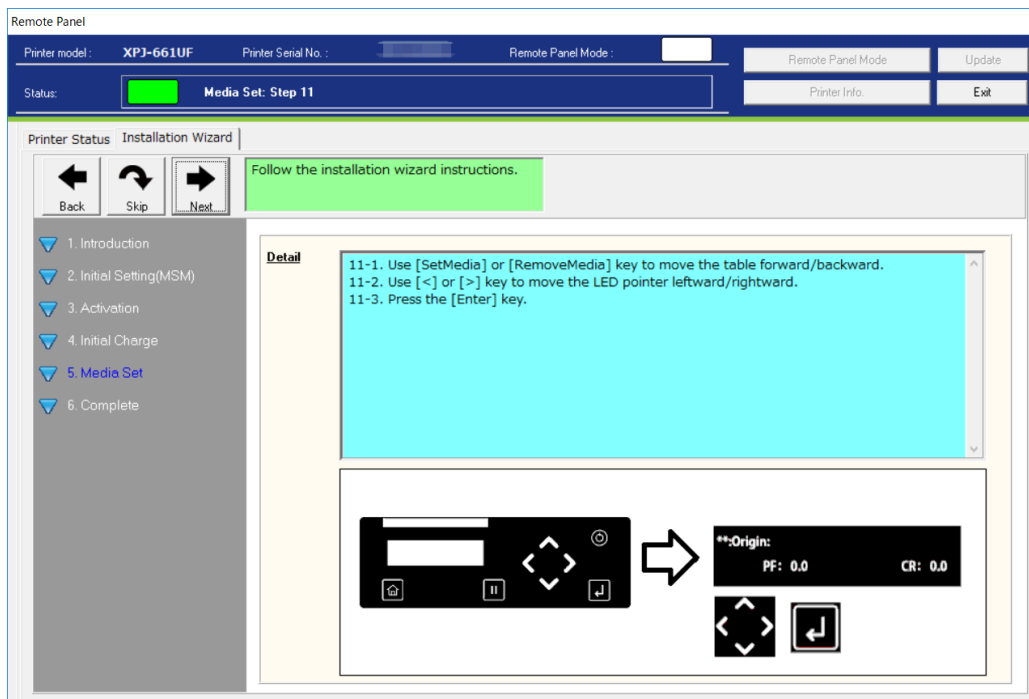 Remote Panel
Printer model : XPJ-661UF Printer Serial No. : Remote Panel Mode :
Remote Panel Mode Update
Status: Media Set: Step 11
Printer Info. Exit
Printer Status Installation Wizard
Back Skip Next
Follow the installation wizard instructions.
1. Introduction
2. Initial Setting(MSM)
3. Activation
4. Initial Charge
5. Media Set
6. Complete
Detail
11-1. Use [SetMedia] or [RemoveMedia] key to move the table forward/backward.
11-2. Use [<] or [>] key to move the LED pointer leftward/rightward.
11-3. Press the [Enter] key.
**:Origin:
PF: 0.0 CR: 0.0